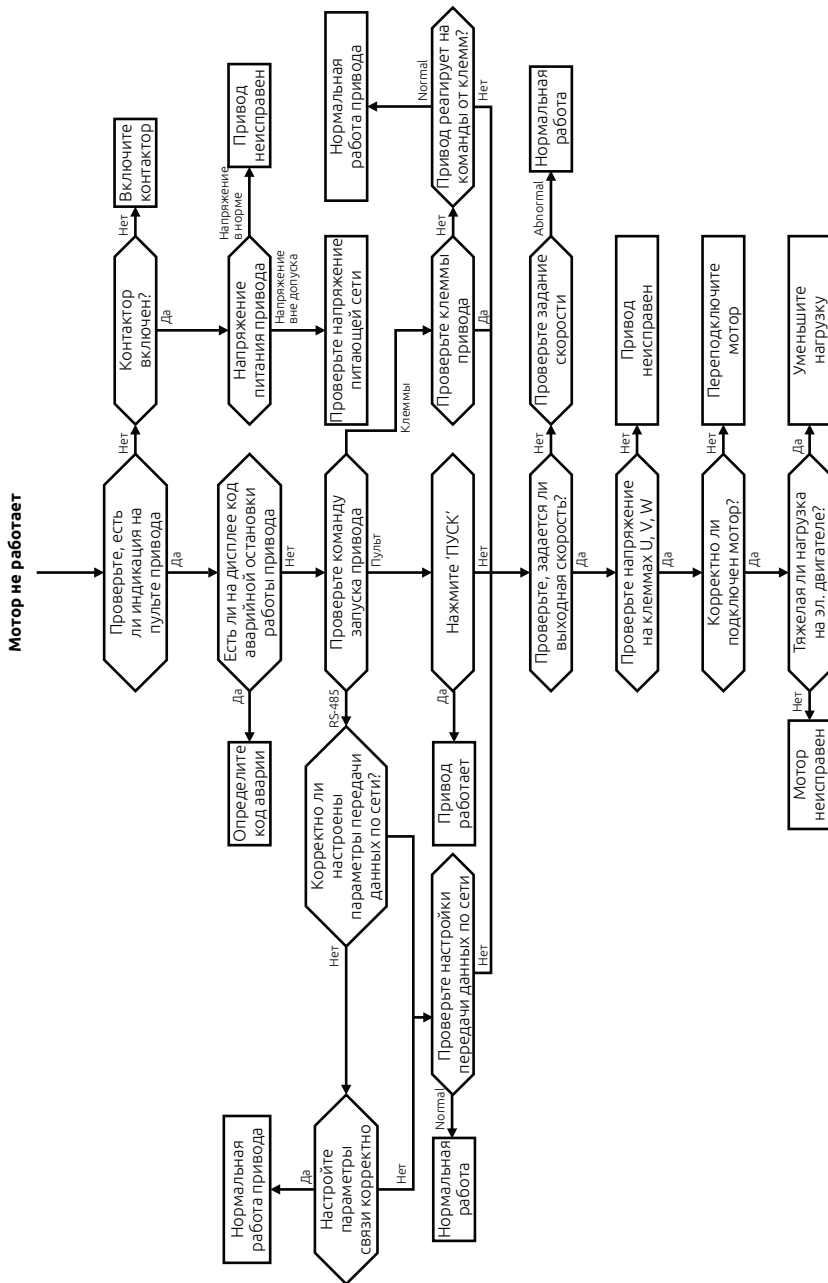 Мотор не работает
Проверьте, есть
ли индикация на
пульте привода
Нет
Контактор
включен?
Нет
Включите
контактор
Да
Да
Напряжение
питания привода
Напряжение
в норме
Привод
неисправен
Напряжение
вне допуска
Проверьте напряжение
питающей сети
Есть ли на дисплее код
аварийной остановки
работы привода
Да
Определите
код аварии
Нет
Проверьте команду
запуска привода
RS-485
Корректно ли
настроены
параметры передачи
данных по сети?
Нет
Настройте
параметры
связи корректно
Да
Нормальная
работа привода
Нет
Пульт
Клеммы
Проверьте клеммы
привода
Нет
Привод реагирует на
команды от клемм?
Normal
Нормальная
работа привода
Нет
Да
Нажмите ‘ПУСК’
Да
Привод
работает
Нет
Проверьте настройки
передачи данных по сети
Normal
Нормальная
работа
Нет
Проверьте, задается ли
выходная скорость?
Нет
Проверьте задание
скорости
Abnormal
Нормальная
работа
Да
Проверьте напряжение
на клеммах U, V, W
Нет
Привод
неисправен
Да
Корректно ли
подключен мотор?
Нет
Переподключите
мотор
Да
Тяжелая ли нагрузка
на эл. двигателе?
Да
Уменьшите
нагрузку
Нет
Мотор
неисправен